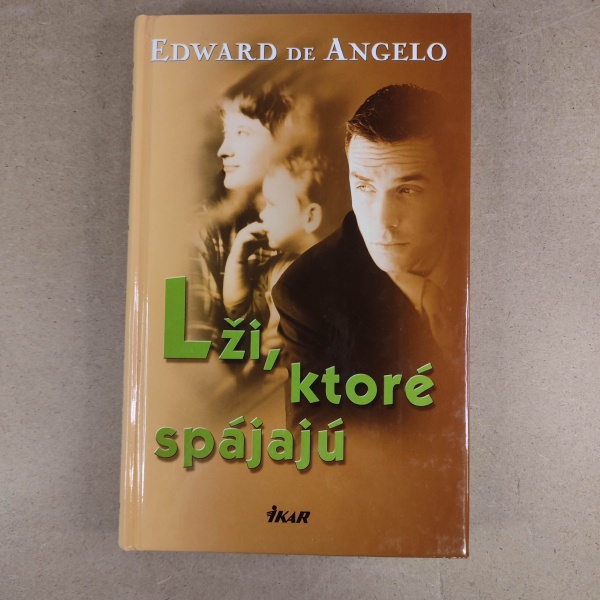 EDWARD DE ANGELO
Lži,
ktoré
spájajú
IKAR